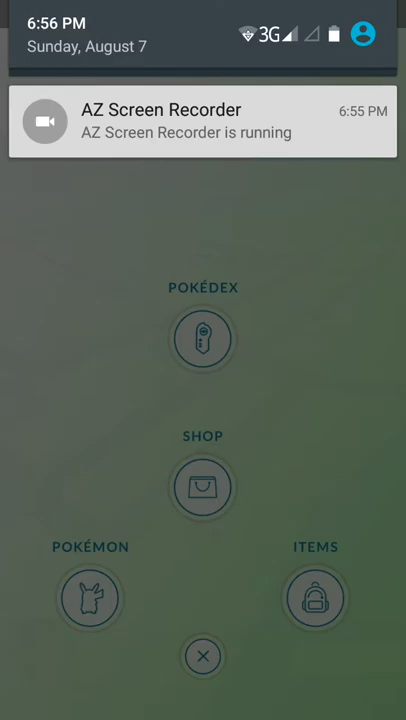 6:56 PM
Sunday, August 7
3G
AZ Screen Recorder
6:55 PM
AZ Screen Recorder is running
POKÉDEX
SHOP
POKÉMON
ITEMS